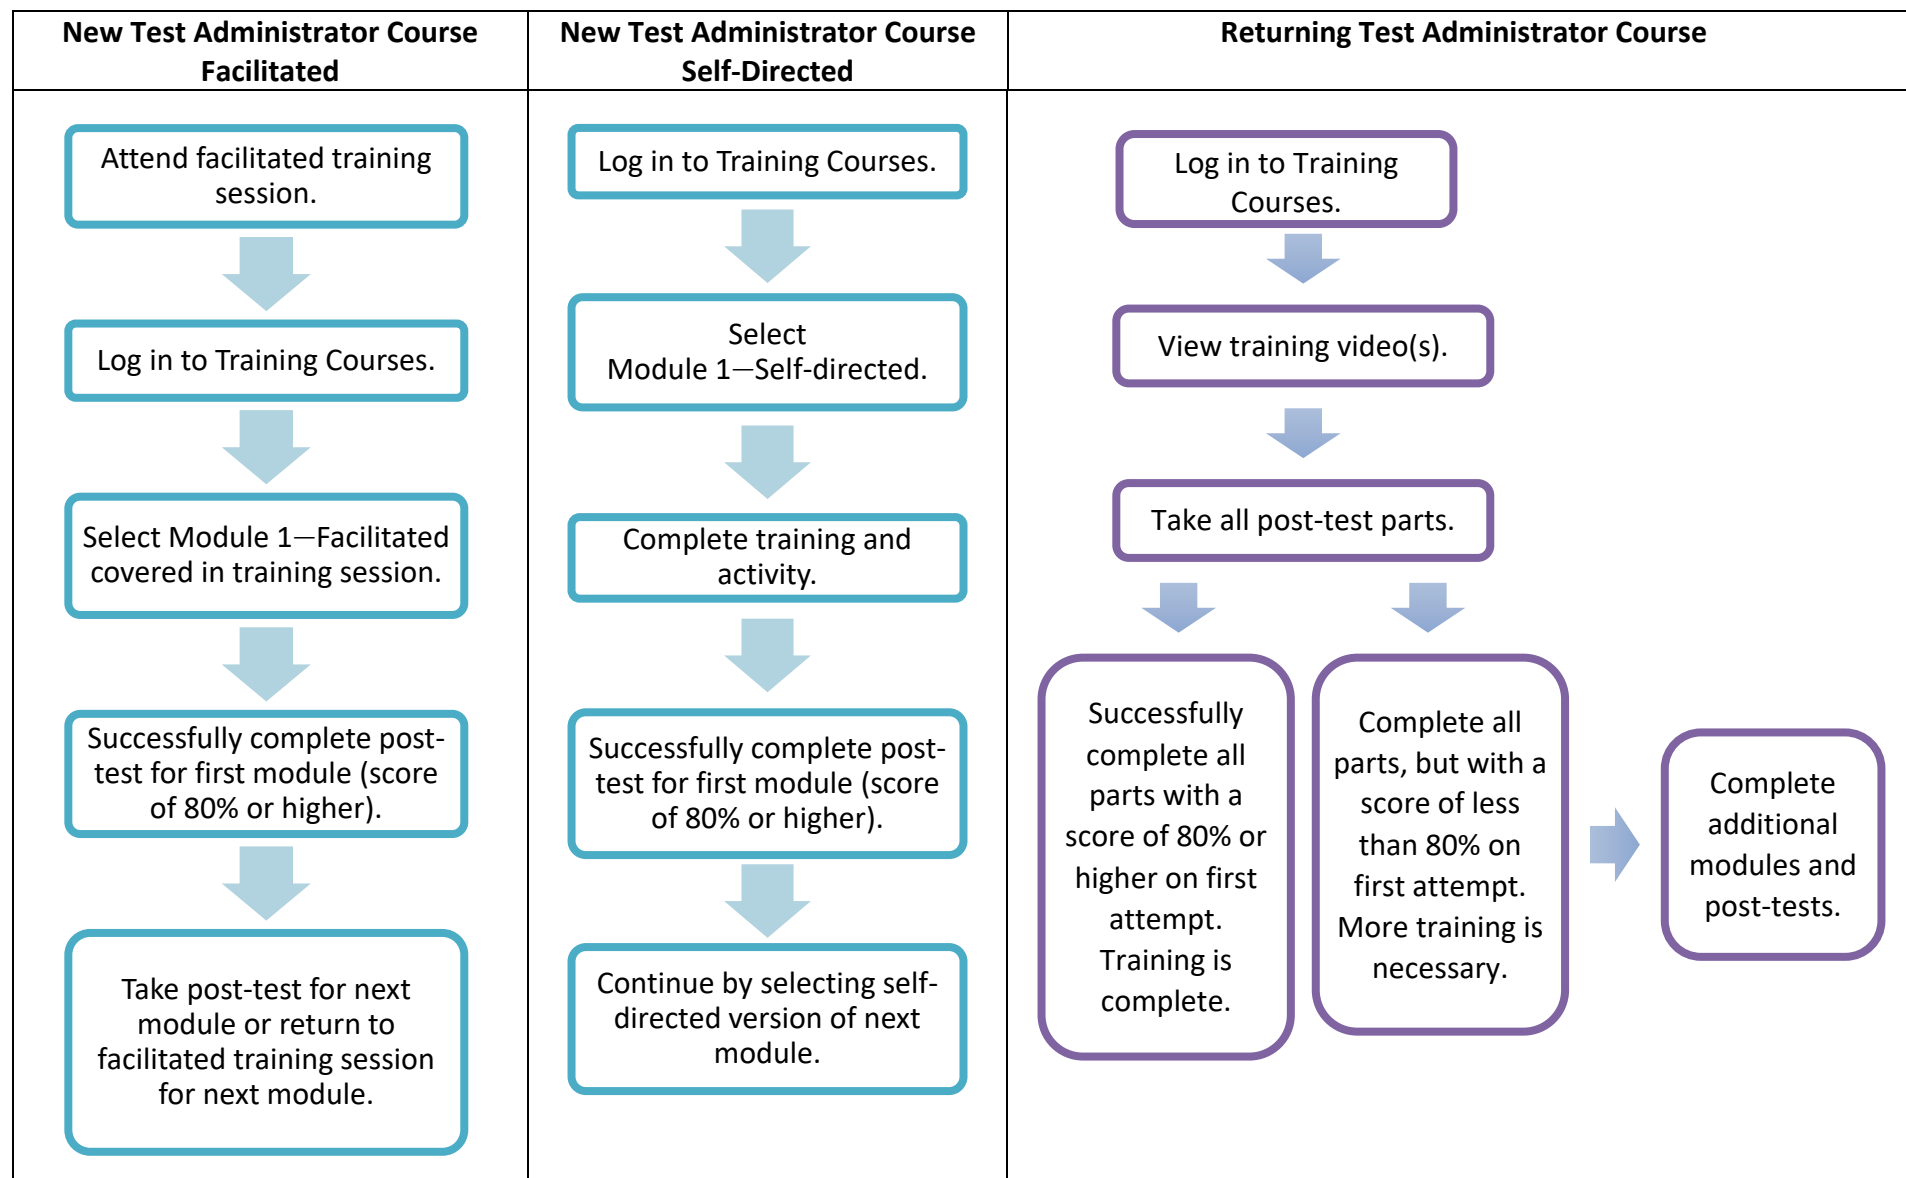 New Test Administrator Course
Facilitated
New Test Administrator Course
Self-Directed
Returning Test Administrator Course
Attend facilitated training
session.
Log in to Training Courses.
Select Module 1—Facilitated
covered in training session.
Successfully complete post-
test for first module (score
of 80% or higher).
Take post-test for next
module or return to
facilitated training session
for next module.
Log in to Training Courses.
Select
Module 1—Self-directed.
Complete training and
activity.
Successfully complete post-
test for first module (score
of 80% or higher).
Continue by selecting self-
directed version of next
module.
Log in to Training
Courses.
View training video(s).
Take all post-test parts.
Successfully
complete all
parts with a
score of 80% or
higher on first
attempt.
Training is
complete.
Complete all
parts, but with a
score of less
than 80% on
first attempt.
More training is
necessary.
Complete
additional
modules and
post-tests.